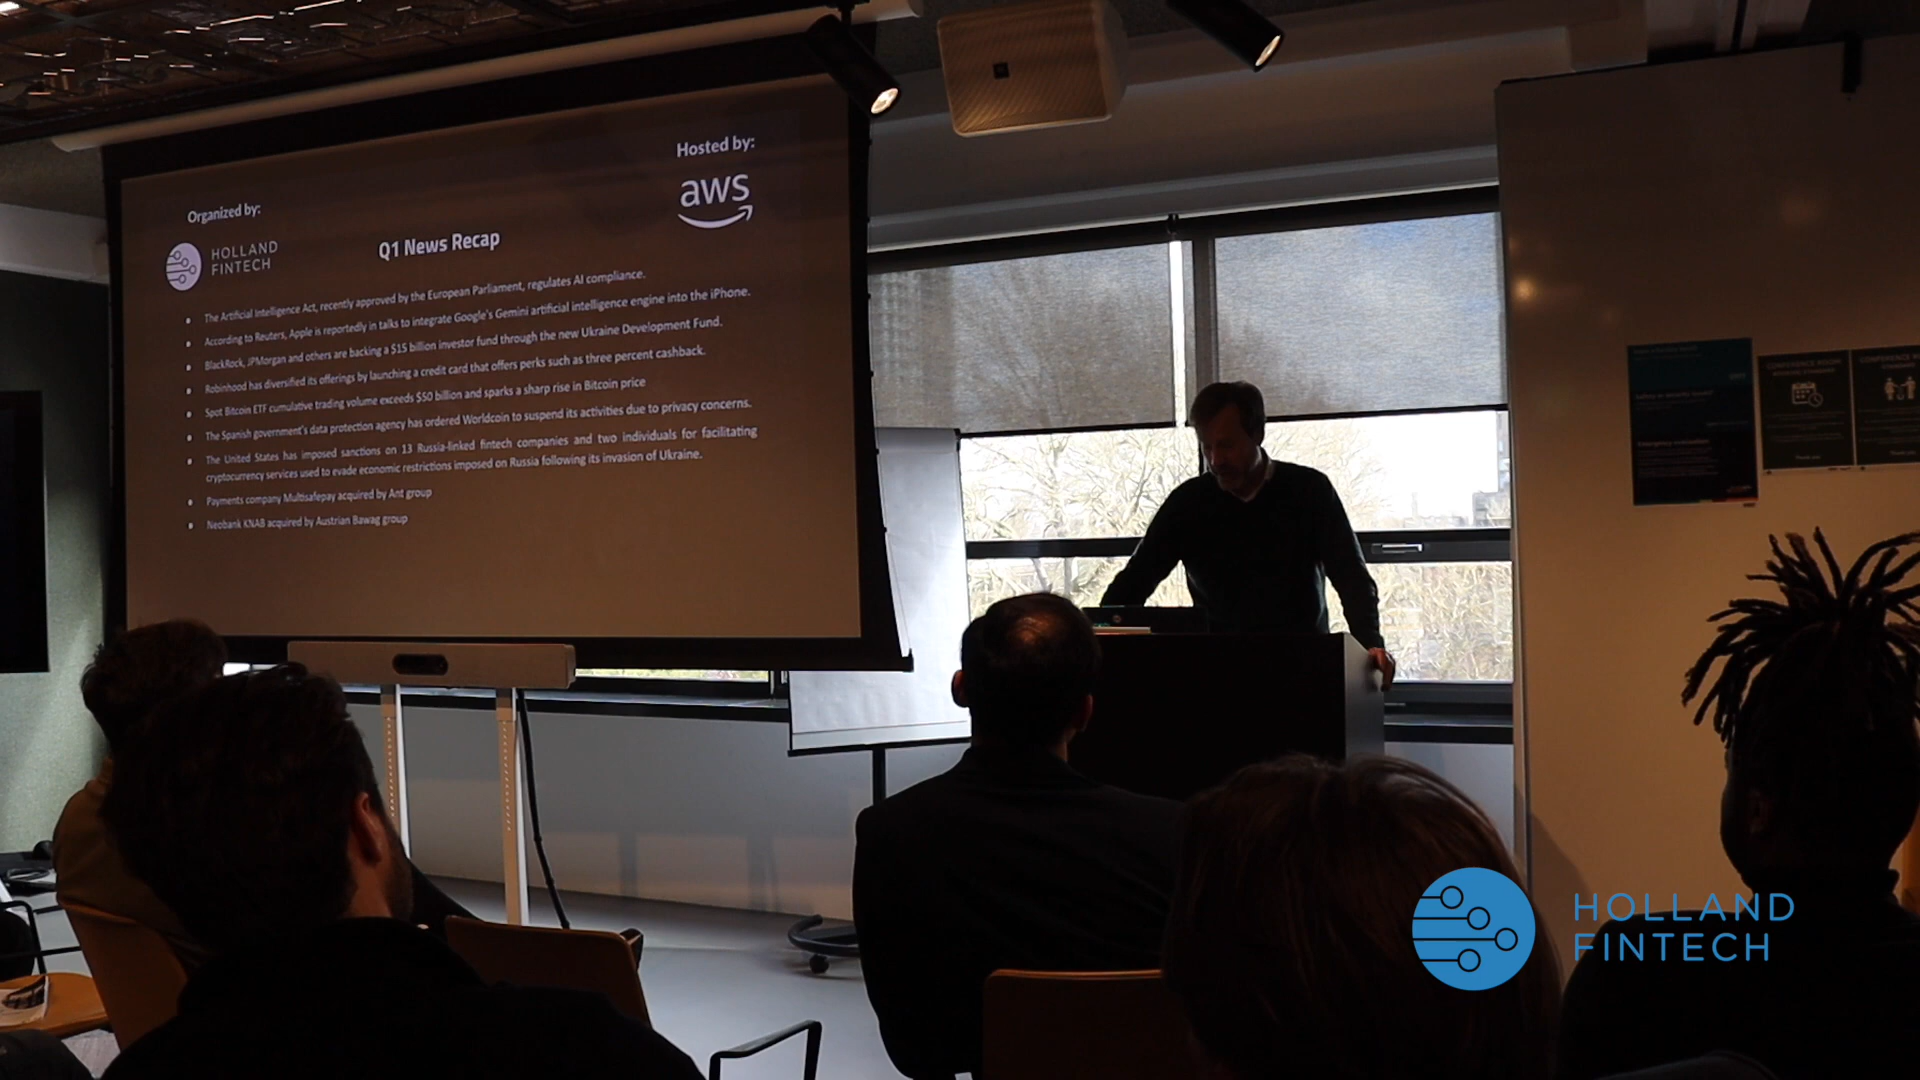 Hosted by:
aws
Organized by:
HOLLAND
FINTECH
Q1 News Recap
The Artificial Intelligence Act, recently approved by the European Parliament, regulates AI compliance.
According to Reuters, Apple is reportedly in talks to integrate Google's Gemini artificial intelligence engine into the iPhone.
BlackRock, JPMorgan and others are backing a $15 billion investor fund through the new Ukraine Development Fund.
Robinhood has diversified its offerings by launching a credit card that offers perks such as three percent cashback.
Spot Bitcoin ETF cumulative trading volume exceeds $50 billion and sparks a sharp rise in Bitcoin price
The Spanish government's data protection agency has ordered Worldcoin to suspend its activities due to privacy concerns.
The United States has imposed sanctions on 13 Russia-linked fintech companies and two individuals for facilitating
cryptocurrency services used to evade economic restrictions imposed on Russia following its invasion of Ukraine.
Payments company Multisafepay acquired by Ant group
Neobank KNAB acquired by Austrian Bawag group
CONFERENCE ROOM
CONFERENCE
Thank you
HOLLAND
FINTECH